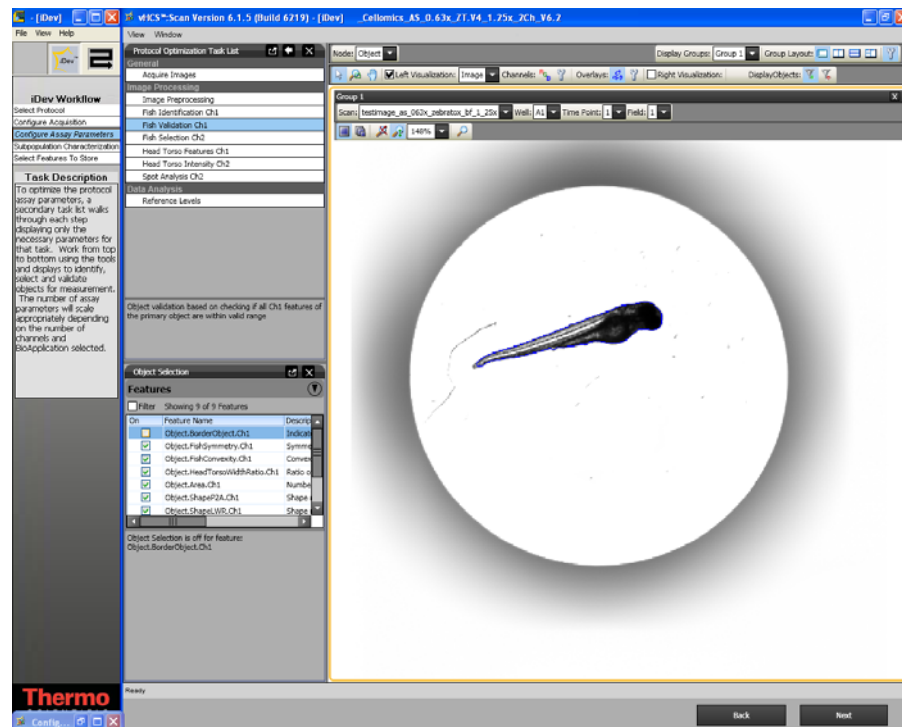 - [iDev]
vHCS™:Scan Version 6.1.5 (Build 6219) - [iDev] _Cellomics_AS_0.63x_ZT.V4_1.25x_2Ch_V6.2
File View Help
View Window
iDev™
iDev Workflow
Select Protocol
Configure Acquisition
Configure Assay Parameters
Subpopulation Characterization
Select Features To Store
Task Description
To optimize the protocol
assay parameters, a
secondary task list walks
through each step
displaying only the
necessary parameters for
that task. Work from top
to bottom using the tools
and displays to identify,
select and validate
objects for measurement.
The number of assay
parameters will scale
appropriately depending
on the number of
channels and
BioApplication selected.
Thermo
Config...
Protocol Optimization Task List
General
Acquire Images
Image Processing
Image Preprocessing
Fish Identification Ch1
Fish Validation Ch1
Fish Selection Ch2
Head Torso Features Ch1
Head Torso Intensity Ch2
Spot Analysis Ch2
Data Analysis
Reference Levels
Object validation based on checking if all Ch1 features of
the primary object are within valid range
Object Selection
Features
Filter Showing 9 of 9 Features
On Feature Name Descrip
Object.BorderObject.Ch1 Indicati
Object.FishSymmetry.Ch1 Symme
Object.FishConvexity.Ch1 Convex
Object.HeadTorsoWidthRatio.Ch1 Ratio o
Object.Area.Ch1 Numbe
Object.ShapeP2A.Ch1 Shape
Object.ShapeLWR.Ch1 Shape
Object Selection is off for feature:
Object.BorderObject.Ch1
Node: Object Display Groups: Group 1 Group Layout:
Left Visualization: Image Channels: Overlays: Right Visualization: DisplayObjects:
Group 1
Scan: testimage_as_063x_zebratox_bf_1_25x Well: A1 Time Point: 1 Field: 1
140%
Ready
Back Next